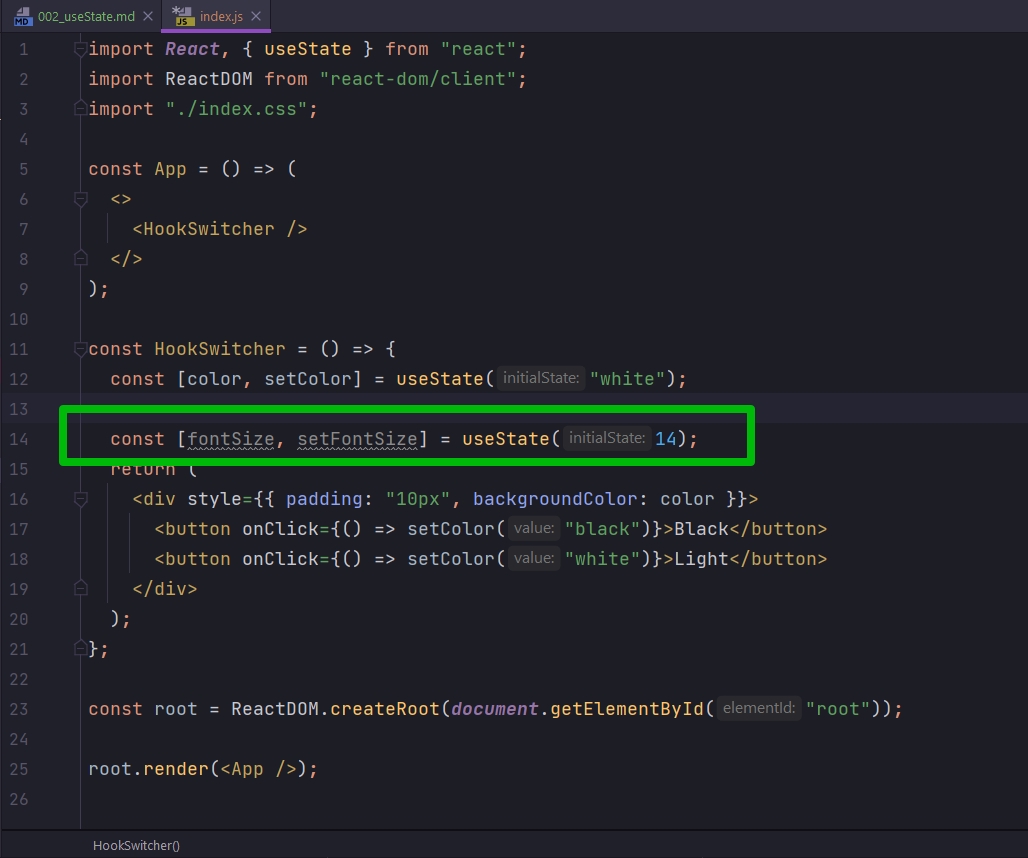 002_useState.md index.js
1 import React, { useState } from "react";
2 import ReactDOM from "react-dom/client";
3 import "./index.css";
4
5 const App = () => (
6 <>
7 <HookSwitcher />
8 </>
9 );
10
11 const HookSwitcher = () => {
12 const [color, setColor] = useState( initialState: "white");
13
14 const [fontSize, setFontSize] = useState( initialState: 14);
15 return (
16 <div style={{ padding: "10px", backgroundColor: color }}>
17 <button onClick={() => setColor( value: "black")}>Black</button>
18 <button onClick={() => setColor( value: "white")}>Light</button>
19 </div>
20 );
21 };
22
23 const root = ReactDOM.createRoot(document.getElementById( elementId: "root"));
24
25 root.render(<App />);
26
HookSwitcher()